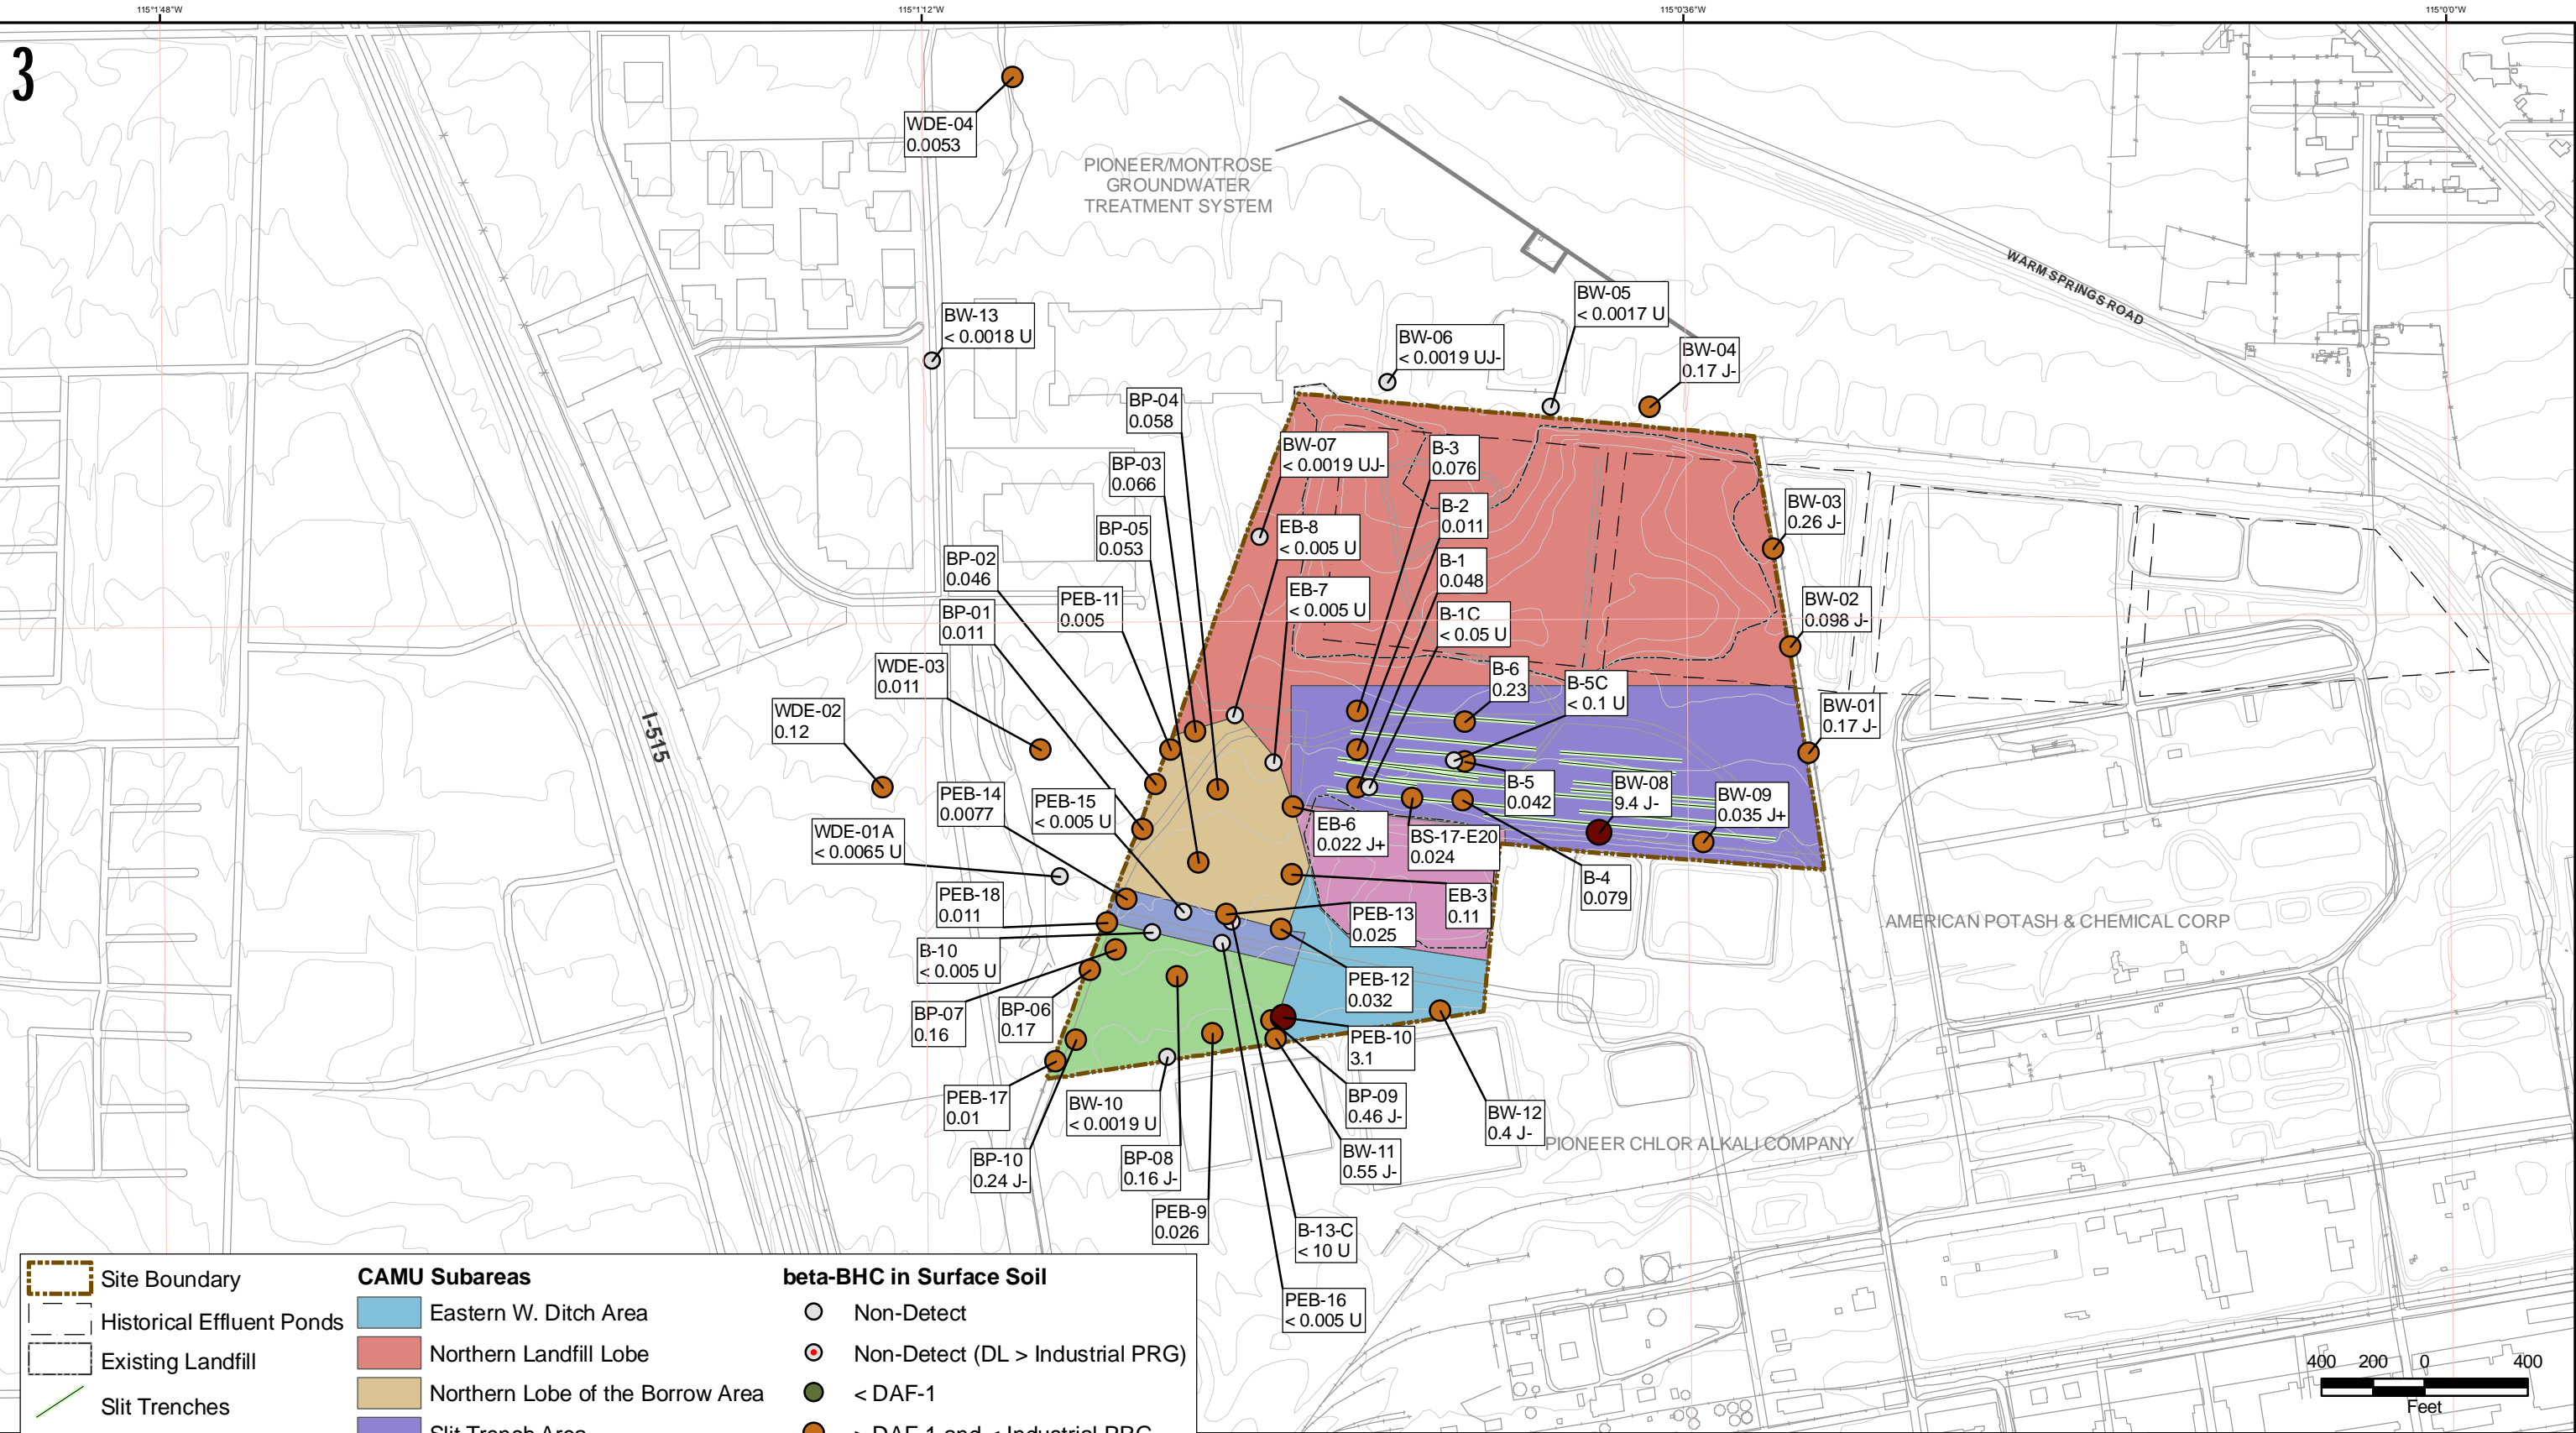 115°1'48"W
115°1'12"W
115°0'36"W
115°0'0"W
3
WDE-04
0.0053
PIONEER/MONTROSE
GROUNDWATER
TREATMENT SYSTEM
WARM SPRINGS ROAD
BW-13
< 0.0018 U
BW-05
< 0.0017 U
BW-06
< 0.0019 UJ-
BW-04
0.17 J-
BP-04
0.058
BW-07
< 0.0019 UJ-
B-3
0.076
BP-03
0.066
BW-03
0.26 J-
B-2
0.011
EB-8
< 0.005 U
BP-05
0.053
BP-02
0.046
B-1
0.048
EB-7
< 0.005 U
PEB-11
0.005
BW-02
0.098 J-
BP-01
0.011
B-1C
< 0.05 U
WDE-03
0.011
B-6
0.23
B-5C
< 0.1 U
WDE-02
0.12
BW-01
0.17 J-
I-515
B-5
0.042
BW-08
9.4 J-
BW-09
0.035 J+
PEB-14
0.0077
PEB-15
< 0.005 U
WDE-01A
< 0.0065 U
EB-6
0.022 J+
BS-17-E20
0.024
B-4
0.079
PEB-18
0.011
EB-3
0.11
PEB-13
0.025
AMERICAN POTASH & CHEMICAL CORP
B-10
< 0.005 U
PEB-12
0.032
BP-07
0.16
BP-06
0.17
PEB-10
3.1
PEB-17
0.01
BW-10
< 0.0019 U
BP-09
0.46 J-
BW-12
0.4 J-
PIONEER CHLOR ALKALI COMPANY
BP-10
0.24 J-
BP-08
0.16 J-
BW-11
0.55 J-
PEB-9
0.026
B-13-C
< 10 U
PEB-16
< 0.005 U
Site Boundary
Historical Effluent Ponds
Existing Landfill
Slit Trenches
CAMU Subareas
Eastern W. Ditch Area
Northern Landfill Lobe
Northern Lobe of the Borrow Area
Slit Trench Area
beta-BHC in Surface Soil
Non-Detect
Non-Detect (DL > Industrial PRG)
< DAF-1
> DAF-1 and < Industrial PRG
400 200 0 400
Feet